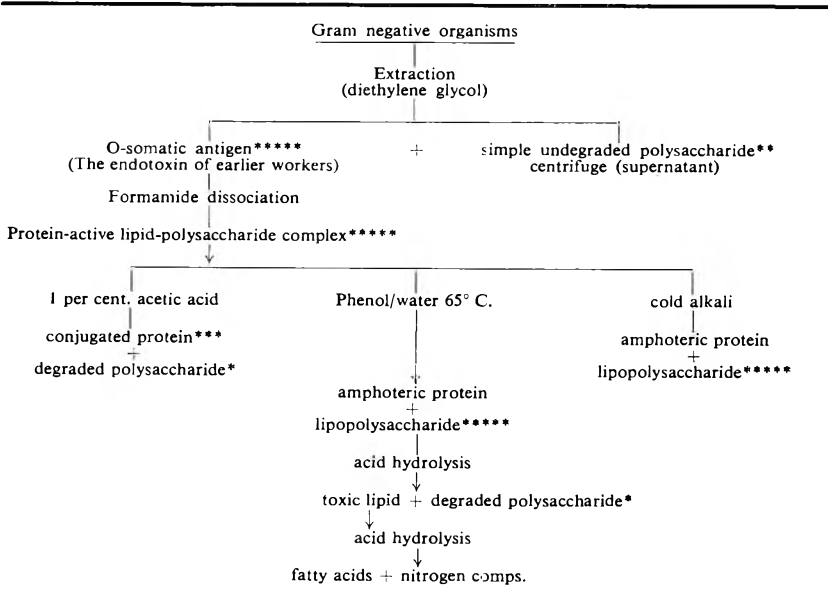 Gram negative organisms
Extraction
(diethylene glycol)
O-somatic antigen***** + simple undegraded polysaccharide**
(The endotoxin of earlier workers) centrifuge (supernatant)
Formamide dissociation
Protein-active lipid-polysaccharide complex*****
1 per cent. acetic acid Phenol/water 65° C. cold alkali
conjugated protein*** amphoteric protein
+ +
degraded polysaccharide* lipopolysaccharide*****
amphoteric protein
+
lipopolysaccharide*****
acid hydrolysis
toxic lipid + degraded polysaccharide*
acid hydrolysis
fatty acids + nitrogen comps.